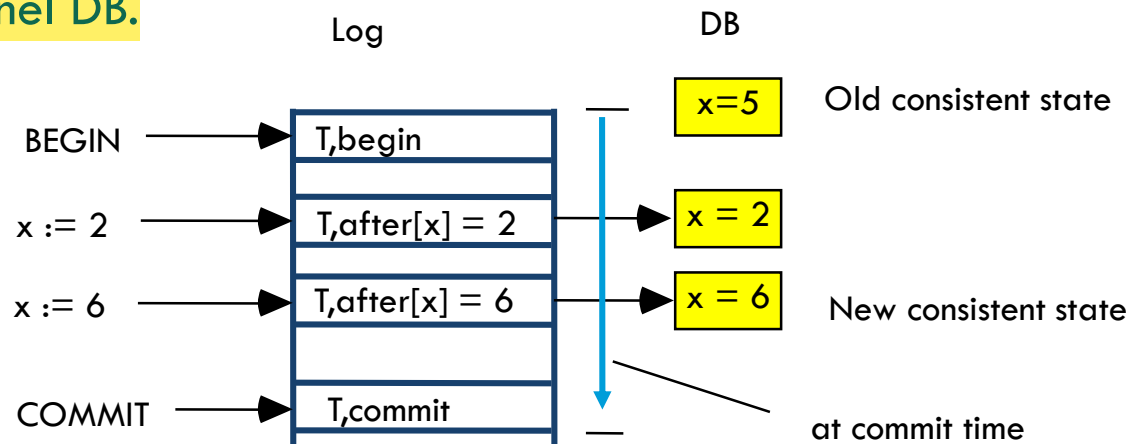 nel DB.
Log DB
x=5 Old consistent state
BEGIN T,begin
x := 2 T,after[x] = 2 x = 2
x := 6 T,after[x] = 6 x = 6 New consistent state
COMMIT T,commit
at commit time